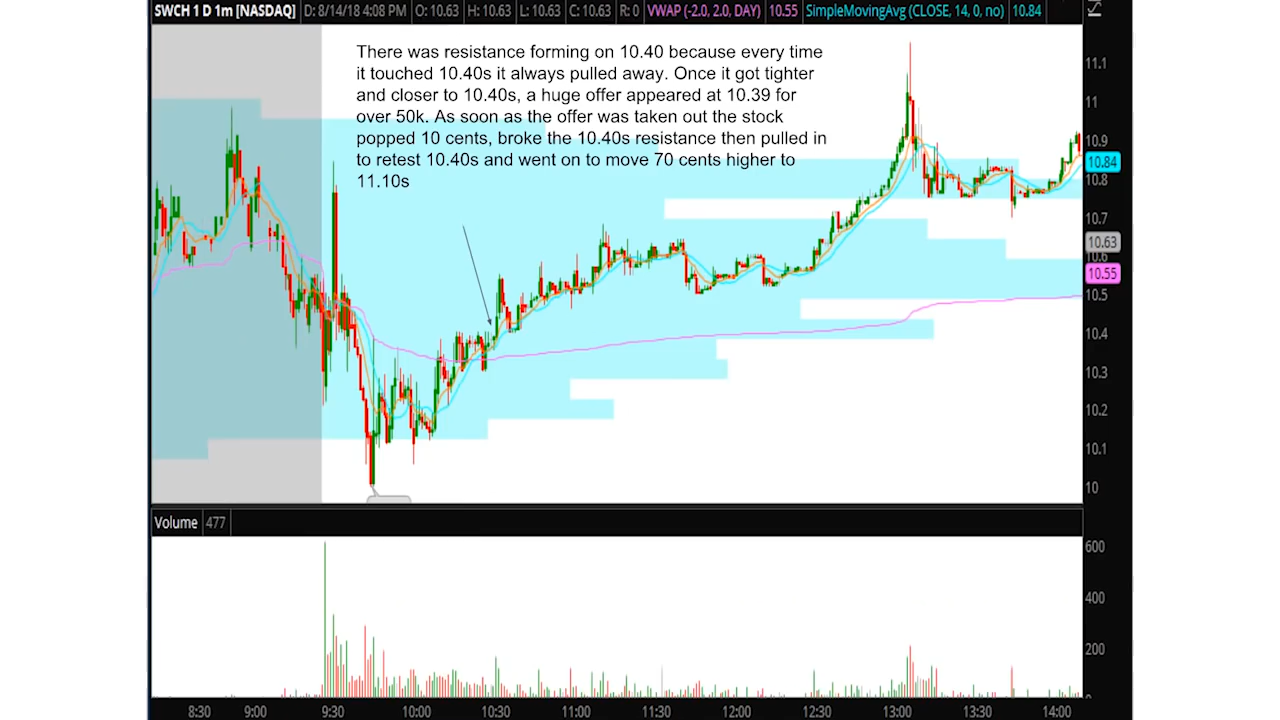 SWCH 1 D 1m [NASDAQ] D: 8/14/18 4:08 PM O: 10.63 H: 10.63 L: 10.63 C: 10.63 R: 0 VWAP (-2.0, 2.0, DAY) 10.55 SimpleMovingAvg (CLOSE, 14, 0, no) 10.84
There was resistance forming on 10.40 because every time
it touched 10.40s it always pulled away. Once it got tighter
and closer to 10.40s, a huge offer appeared at 10.39 for
over 50k. As soon as the offer was taken out the stock
popped 10 cents, broke the 10.40s resistance then pulled in
to retest 10.40s and went on to move 70 cents higher to
11.10s
11.1
11
10.9
10.84
10.8
10.7
10.63
10.6
10.55
10.5
10.4
10.3
10.2
10.1
10
Volume 477
600
400
200
8:30 9:00 9:30 10:00 10:30 11:00 11:30 12:00 12:30 13:00 13:30 14:00